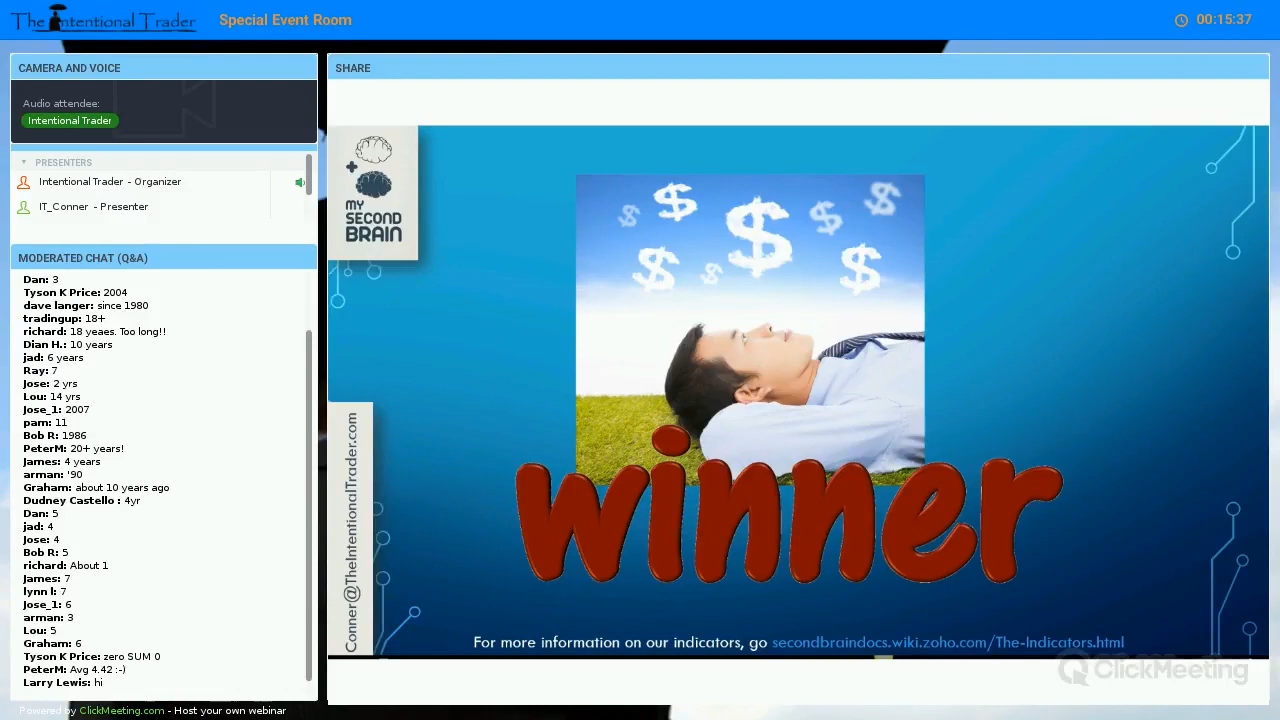 The Intentional Trader
Special Event Room
00:15:37
CAMERA AND VOICE
Audio attendee:
Intentional Trader
PRESENTERS
Intentional Trader - Organizer
IT_Conner - Presenter
MODERATED CHAT (Q&A)
Dan: 3
Tyson K Price: 2004
dave langer: since 1980
tradingup: 18+
richard: 18 yeaes. Too long!!
Dian H.: 10 years
jad: 6 years
Ray: 7
Jose: 2 yrs
Lou: 14 yrs
Jose_1: 2007
pam: 11
Bob R: 1986
PeterM: 20+ years!
James: 4 years
arman: '90
Graham: about 10 years ago
Dudney Castello : 4yr
Dan: 5
jad: 4
Jose: 4
Bob R: 5
richard: About 1
James: 7
lynn l: 7
Jose_1: 6
arman: 3
Lou: 5
Graham: 6
Tyson K Price: zero SUM 0
PeterM: Avg 4.42 :-)
Larry Lewis: hi
Powered by ClickMeeting.com - Host your own webinar
SHARE
MY
SECOND
BRAIN
$ $ $ $ $ $ $ $
winner
Conner@TheIntentionalTrader.com
For more information on our indicators, go secondbraindocs.wiki.zoho.com/The-Indicators.html
ClickMeeting